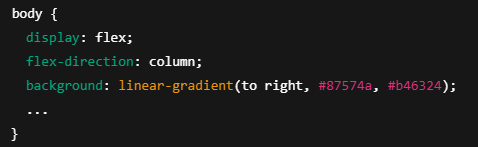 body {
  display: flex;
  flex-direction: column;
  background: linear-gradient(to right, #87574a, #b46324);
  ...
}